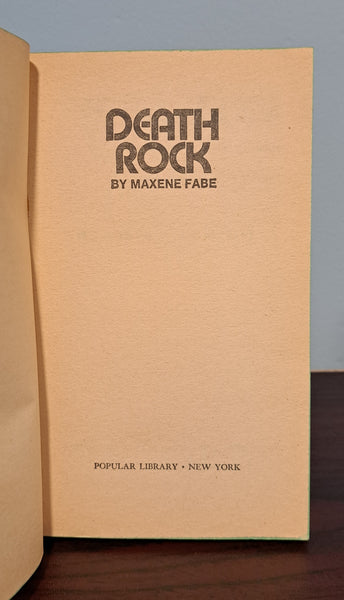 DEATH
ROCK
BY MAXENE FABE
POPULAR LIBRARY • NEW YORK